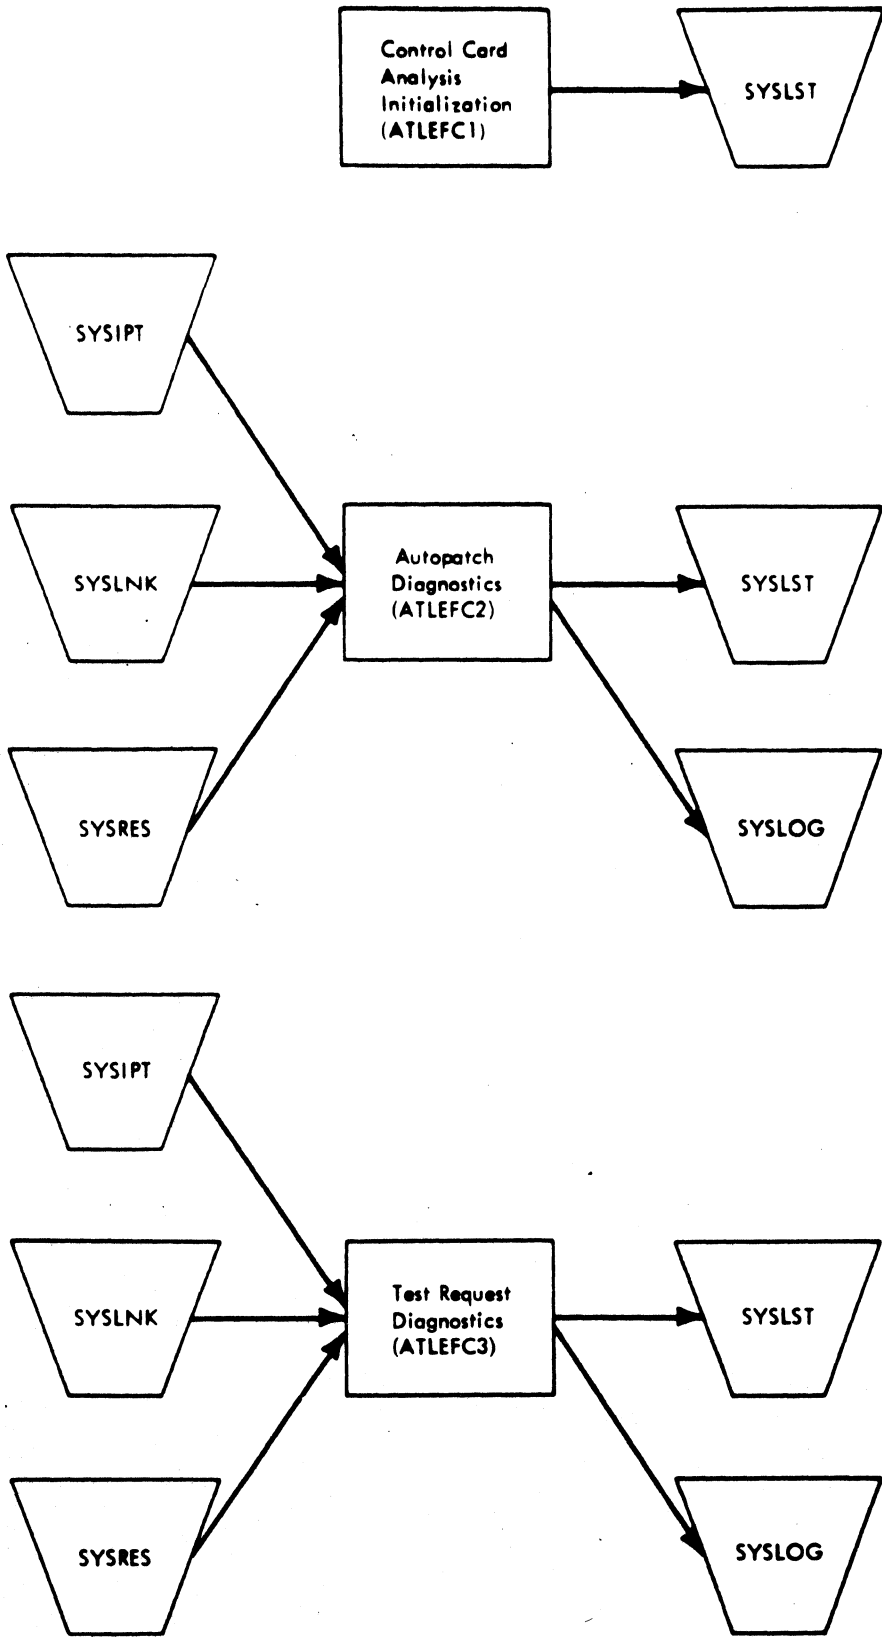 Control Card
Analysis
Initialization
(ATLEFC1)
SYSLST
SYSIPT
SYSLNK
Autopatch
Diagnostics
(ATLEFC2)
SYSLST
SYSRES
SYSLOG
SYSIPT
SYSLNK
Test Request
Diagnostics
(ATLEFC3)
SYSLST
SYSRES
SYSLOG